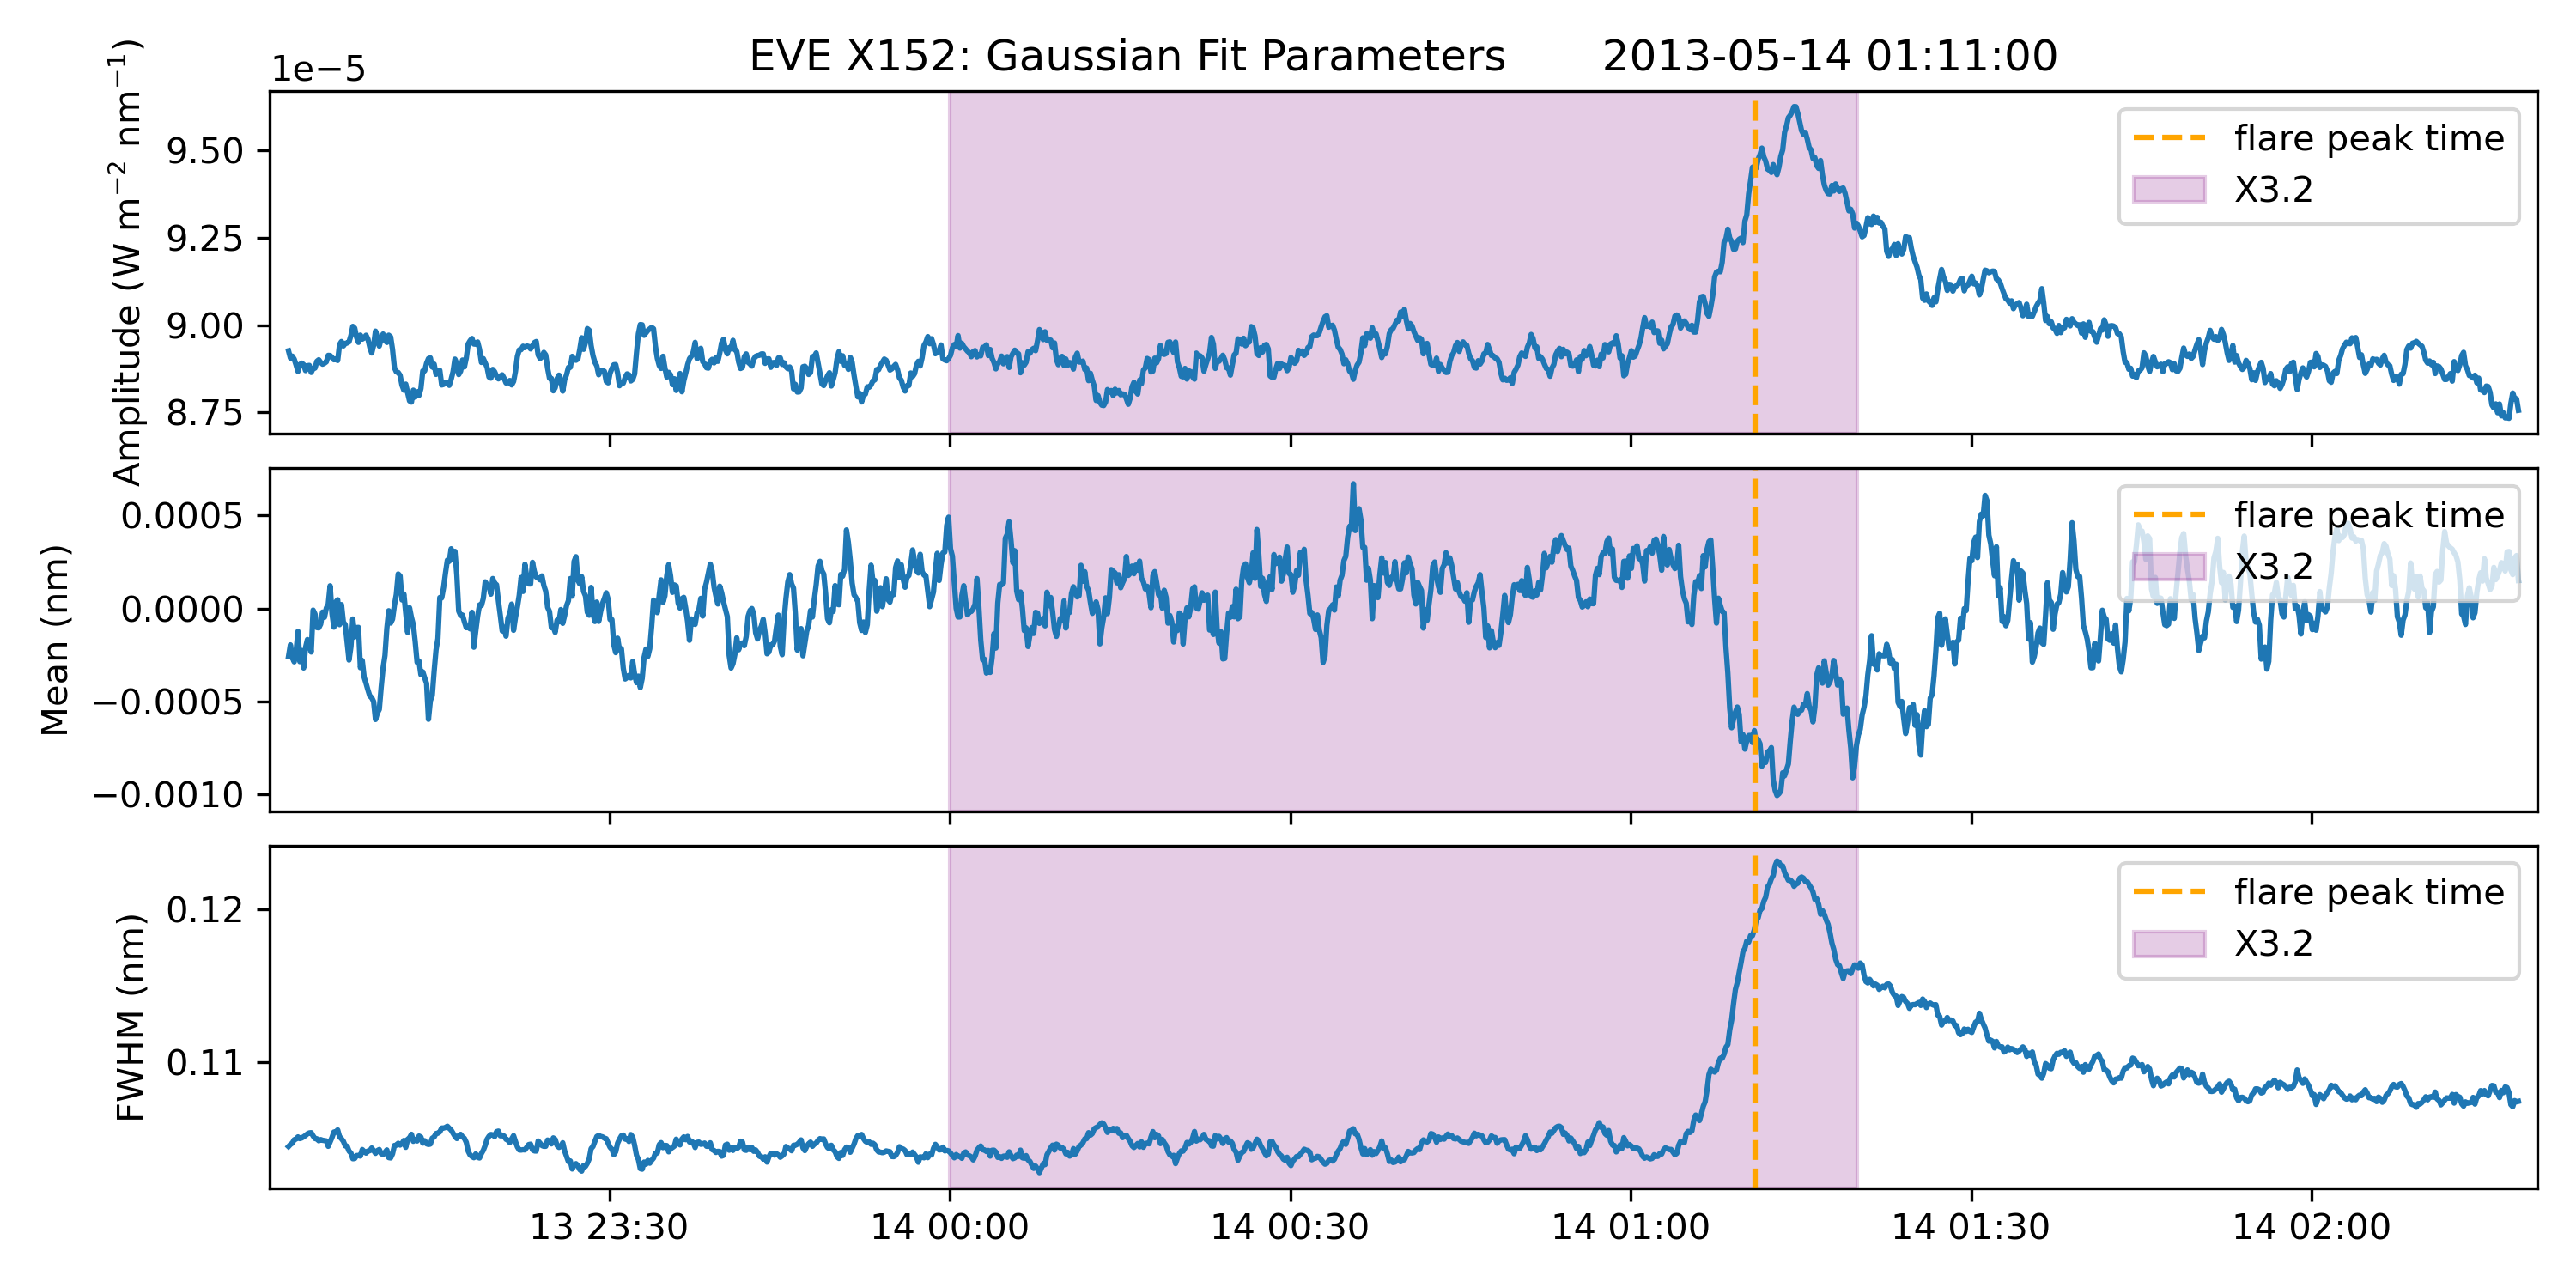 EVE X152: Gaussian Fit Parameters 2013-05-14 01:11:00
1e−5
Amplitude (W m⁻² nm⁻¹)
9.50
9.25
9.00
8.75
flare peak time
X3.2
Mean (nm)
0.0005
0.0000
−0.0005
−0.0010
flare peak time
X3.2
FWHM (nm)
0.12
0.11
flare peak time
X3.2
13 23:30
14 00:00
14 00:30
14 01:00
14 01:30
14 02:00